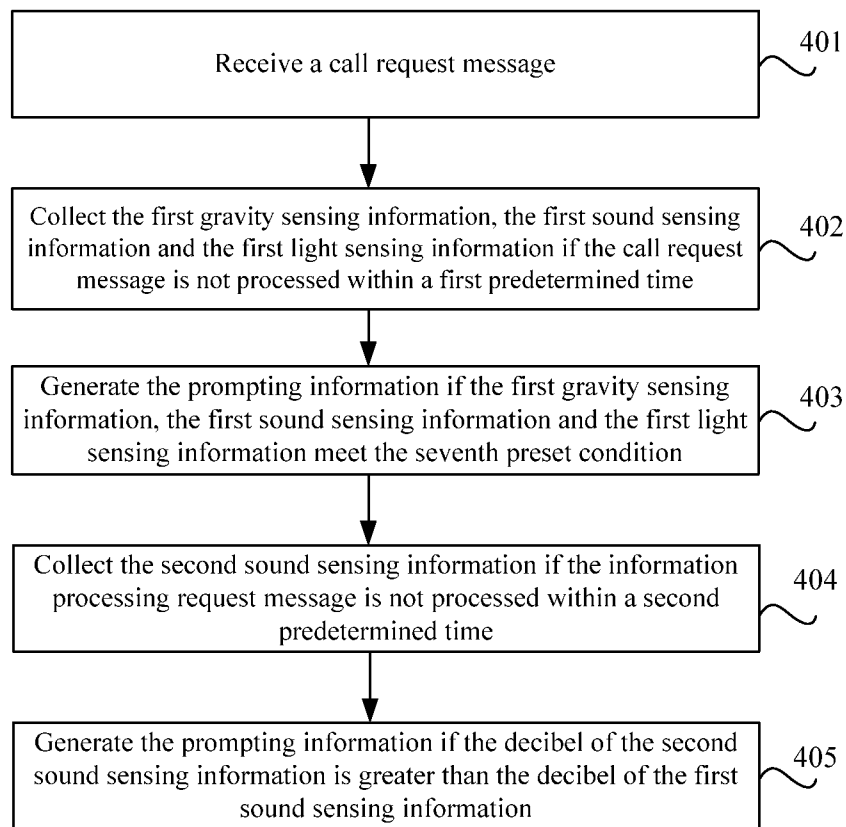 Receive a call request message
401
Collect the first gravity sensing information, the first sound sensing
information and the first light sensing information if the call request
message is not processed within a first predetermined time
402
Generate the prompting information if the first gravity sensing
information, the first sound sensing information and the first light
sensing information meet the seventh preset condition
403
Collect the second sound sensing information if the information
processing request message is not processed within a second
predetermined time
404
Generate the prompting information if the decibel of the second
sound sensing information is greater than the decibel of the first
sound sensing information
405